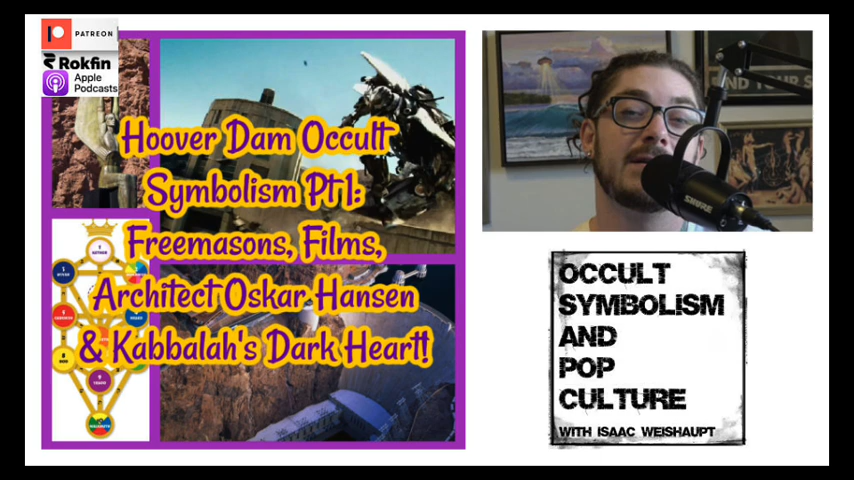 PATREON
Rokfin
Apple
Podcasts
Hoover Dam Occult
Symbolism Pt 1:
Freemasons, Films,
Architect Oskar Hansen
& Kabbalah's Dark Heart!
SHURE
OCCULT
SYMBOLISM
AND
POP
CULTURE
WITH ISAAC WEISHAUPT